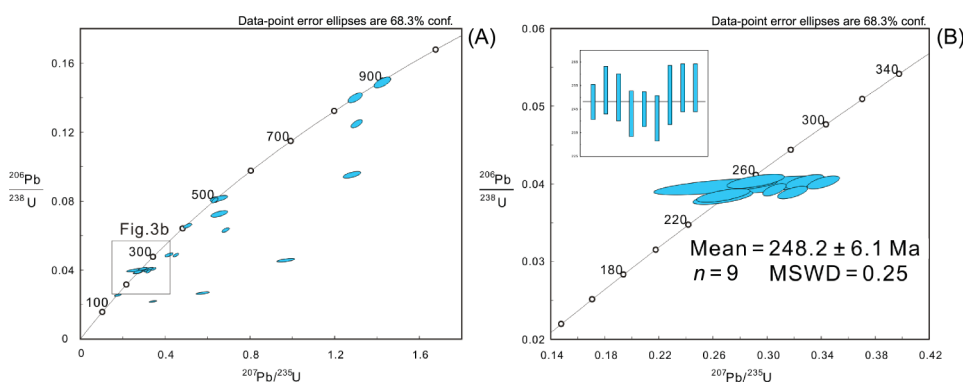 Data-point error ellipses are 68.3% conf.
(A)
0.16
0.12
0.08
0.04
0
²⁰⁶Pb
²³⁸U
900
700
500
Fig.3b
300
100
0 0.4 0.8 1.2 1.6
²⁰⁷Pb/²³⁵U
Data-point error ellipses are 68.3% conf.
(B)
0.06
0.05
0.04
0.03
0.02
²⁰⁶Pb
²³⁸U
340
300
260
220
180
Mean = 248.2 ± 6.1 Ma
n = 9 MSWD = 0.25
0.14 0.18 0.22 0.26 0.30 0.34 0.38 0.42
²⁰⁷Pb/²³⁵U